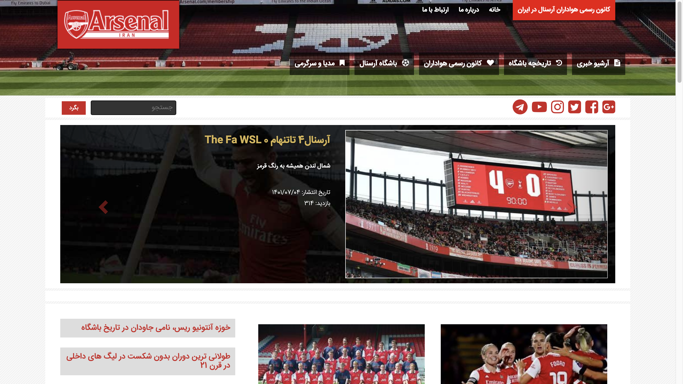 کانون رسمی هواداران آرسنال در ایران
خانه
درباره ما
ارتباط با ما
Arsenal
IRAN
آرشیو خبری
تاریخچه باشگاه
کانون رسمی هواداران
باشگاه آرسنال
مدیا و سرگرمی
جستجو
بگرد
آرسنال۴ تاتنهام ۰ The Fa WSL
شمال لندن همیشه به رنگ قرمز
تاریخ انتشار: ۱۴۰۱/۰۷/۰۴
بازدید: ۳۱۴
4 0
90:00
خوزه آنتونیو ریس، نامی جاودان در تاریخ باشگاه
طولانی ترین دوران بدون شکست در لیگ های داخلی
در قرن 21